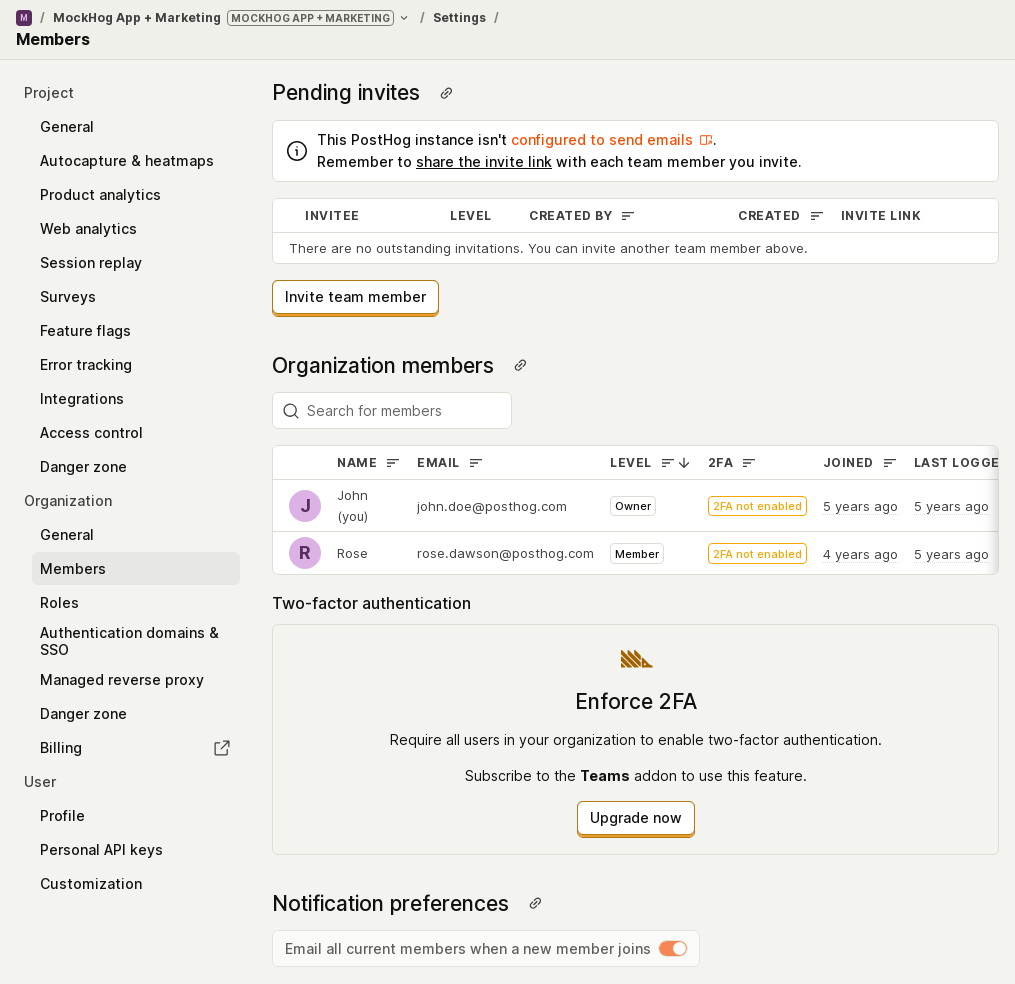 M / MockHog App + Marketing MOCKHOG APP + MARKETING / Settings /
Members
Project
General
Autocapture & heatmaps
Product analytics
Web analytics
Session replay
Surveys
Feature flags
Error tracking
Integrations
Access control
Danger zone
Organization
General
Members
Roles
Authentication domains &
SSO
Managed reverse proxy
Danger zone
Billing
User
Profile
Personal API keys
Customization
Pending invites
This PostHog instance isn't configured to send emails.
Remember to share the invite link with each team member you invite.
INVITEE LEVEL CREATED BY CREATED INVITE LINK
There are no outstanding invitations. You can invite another team member above.
Invite team member
Organization members
Search for members
NAME EMAIL LEVEL 2FA JOINED LAST LOGGE
J John
(you) john.doe@posthog.com Owner 2FA not enabled 5 years ago 5 years ago
R Rose rose.dawson@posthog.com Member 2FA not enabled 4 years ago 5 years ago
Two-factor authentication
Enforce 2FA
Require all users in your organization to enable two-factor authentication.
Subscribe to the Teams addon to use this feature.
Upgrade now
Notification preferences
Email all current members when a new member joins